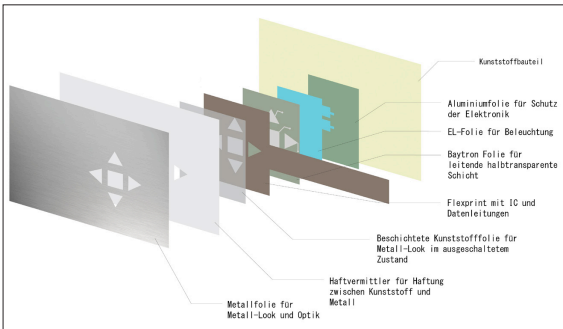 Kunststoffbauteil
Aluminiumfolie für Schutz
der Elektronik
EL-Folie für Beleuchtung
Baytron Folie für
leitende halbtransparente
Schicht
Flexprint mit IC und
Datenleitungen
Beschichtete Kunststofffolie für
Metall-Look im ausgeschaltetem
Zustand
Haftvermittler für Haftung
zwischen Kunststoff und
Metall
Metallfolie für
Metall-Look und Optik